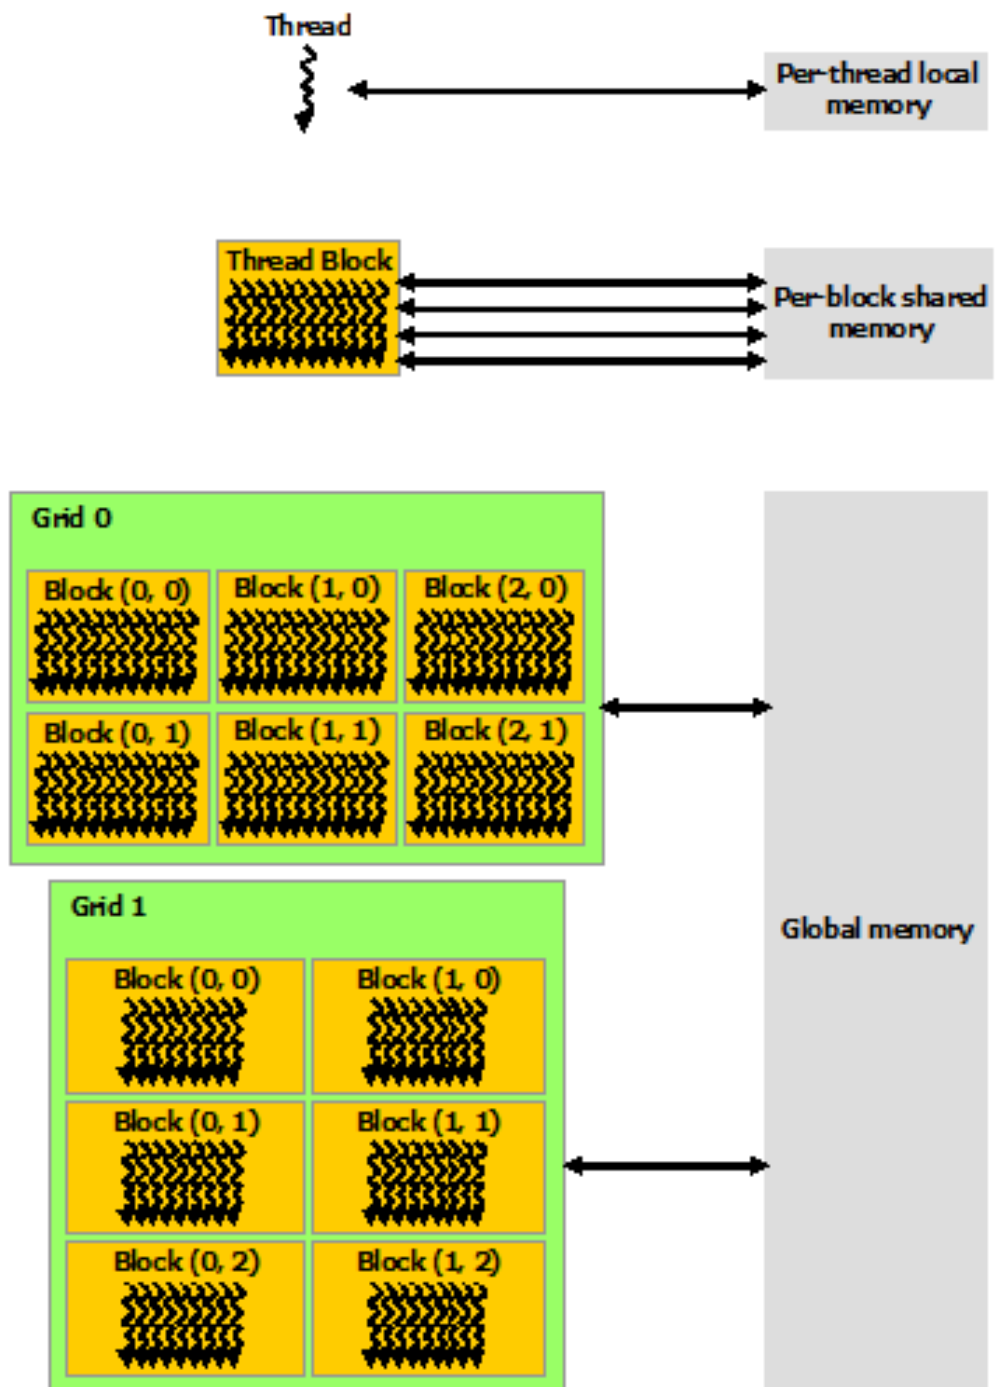 Thread
Per-thread local
memory
Thread Block
Per-block shared
memory
Grid 0
Block (0, 0)
Block (1, 0)
Block (2, 0)
Block (0, 1)
Block (1, 1)
Block (2, 1)
Grid 1
Block (0, 0)
Block (1, 0)
Block (0, 1)
Block (1, 1)
Block (0, 2)
Block (1, 2)
Global memory